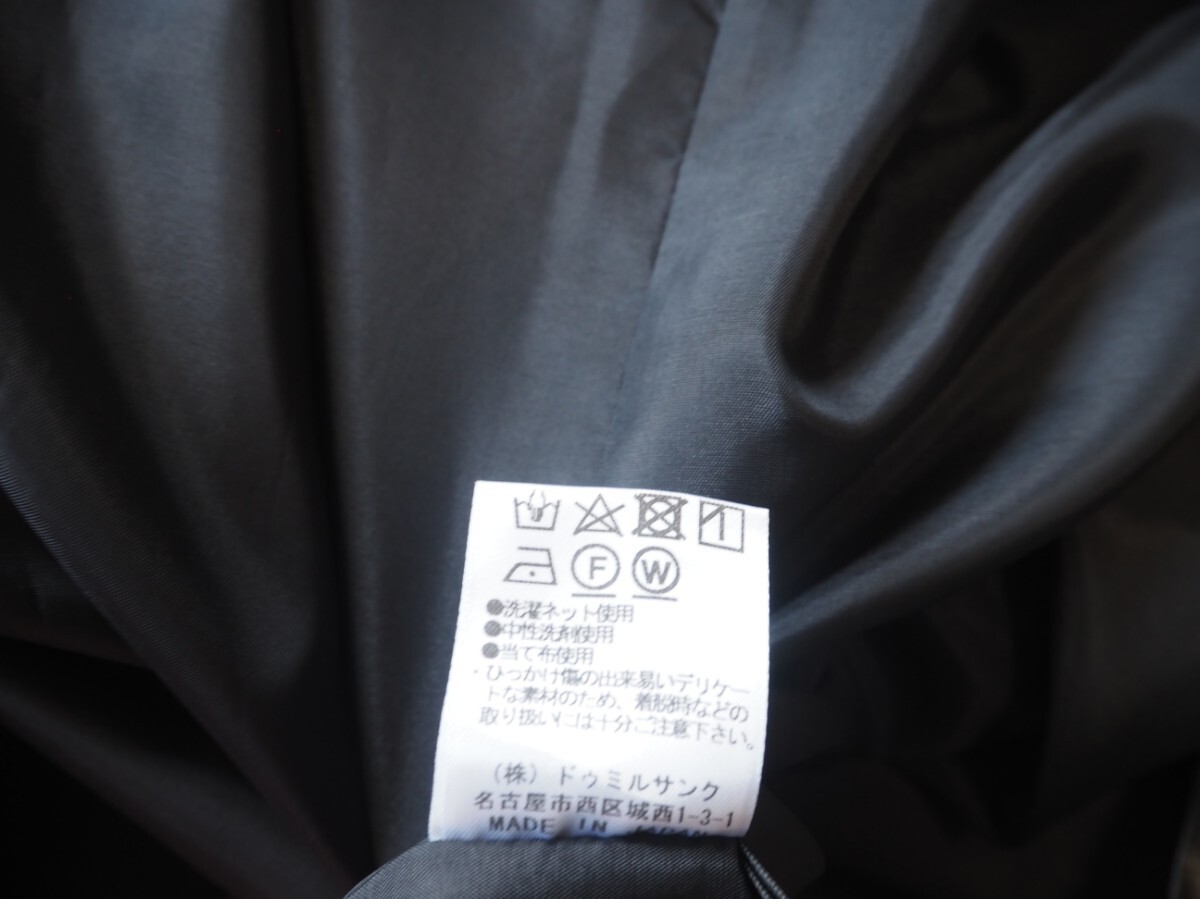 F W
●洗濯ネット使用
●中性洗剤使用
●当て布使用
・ひっかけ傷の出来易いデリケー
トな素材のため、着脱時などの
取り扱いには十分ご注意下さい。
(株) ドゥミルサンク
名古屋市西区城西1-3-1
MADE IN JAPAN